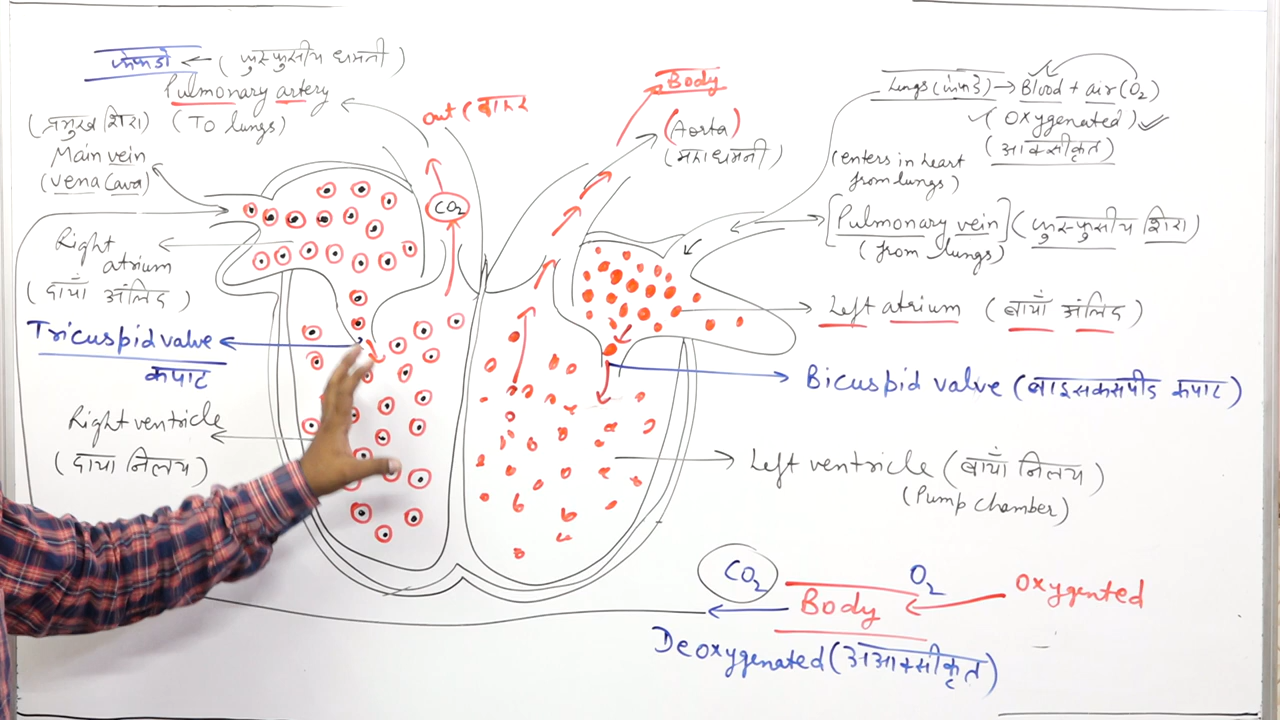 फेफड़ो ← (फुस्फुसीय धमनी)
Pulmonary artery
(To lungs)
(प्रमुख शिरा)
Main vein
(Vena Cava)
Right
atrium
(दायाँ अलिंद)
Tricuspid valve
कपाट
Right ventricle
(दाया निलय)
out (बाहर
CO₂
Body
(Aorta)
(महाधमनी)
Lungs → Blood + air (O₂)
(Oxygenated)
(आक्सीकृत)
(enters in heart
from lungs)
[Pulmonary vein] (फुस्फुसीय शिरा)
(from lungs)
Left atrium (बायाँ अलिंद)
Bicuspid valve (बाइसकसपीड कपाट)
Left ventricle (बायाँ निलय)
(Pump chamber)
CO₂ O₂ Oxygented
Body
Deoxygenated (अआक्सीकृत)